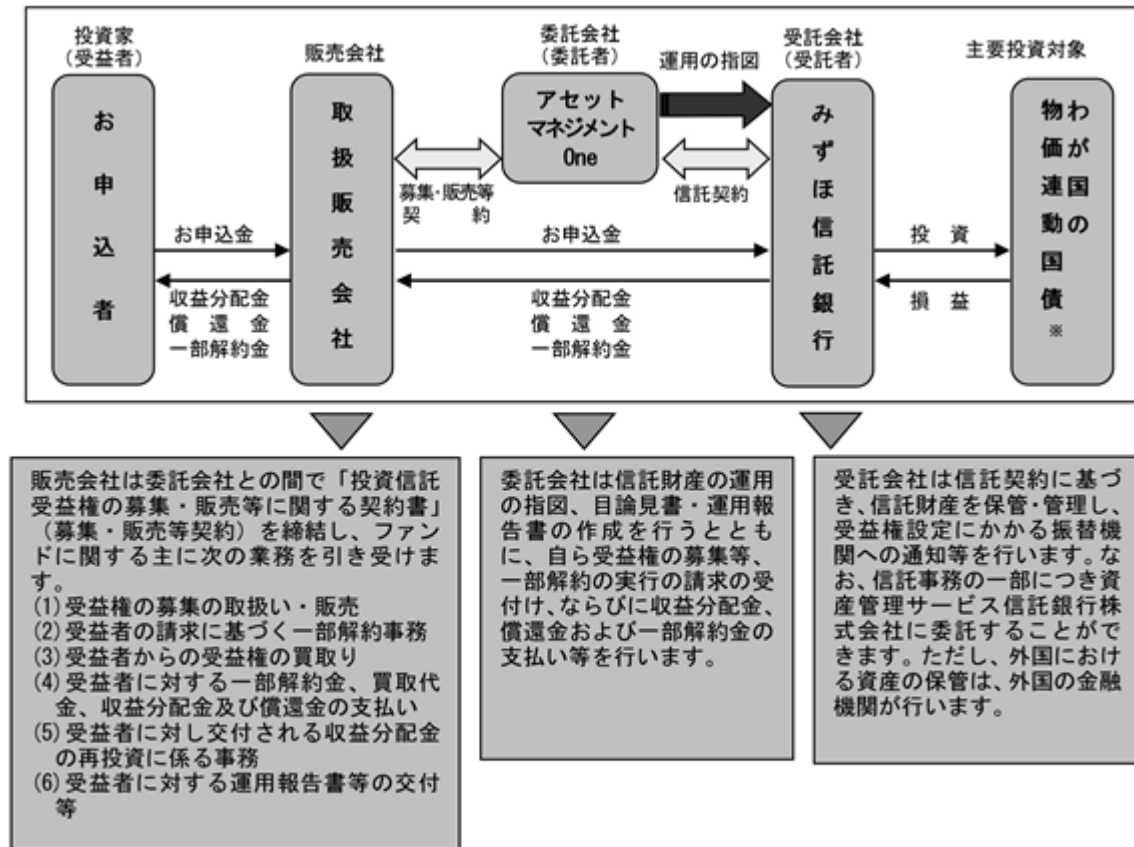 投資家
(受益者)
お申込者
販売会社
取扱販売会社
委託会社
(委託者)
アセット
マネジメント
One
運用の指図
受託会社
(受託者)
みずほ信託銀行
主要投資対象
わが国の
物価連動国債※
募集・販売等
契約
信託契約
お申込金
収益分配金
償還金
一部解約金
お申込金
収益分配金
償還金
一部解約金
投資
損益
販売会社は委託会社との間で「投資信託
受益権の募集・販売等に関する契約書」
(募集・販売等契約)を締結し、ファン
ドに関する主に次の業務を引き受けま
す。
(1)受益権の募集の取扱い・販売
(2)受益者の請求に基づく一部解約事務
(3)受益者からの受益権の買取り
(4)受益者に対する一部解約金、買取代
金、収益分配金及び償還金の支払い
(5)受益者に対し交付される収益分配金
の再投資に係る事務
(6)受益者に対する運用報告書等の交付
等
委託会社は信託財産の運用
の指図、目論見書・運用報
告書の作成を行うととも
に、自ら受益権の募集等、
一部解約の実行の請求の受
付け、ならびに収益分配金、
償還金および一部解約金の
支払い等を行います。
受託会社は信託契約に基づ
き、信託財産を保管・管理し、
受益権設定にかかる振替機
関への通知等を行います。な
お、信託事務の一部につき資
産管理サービス信託銀行株
式会社に委託することがで
きます。ただし、外国におけ
る資産の保管は、外国の金融
機関が行います。